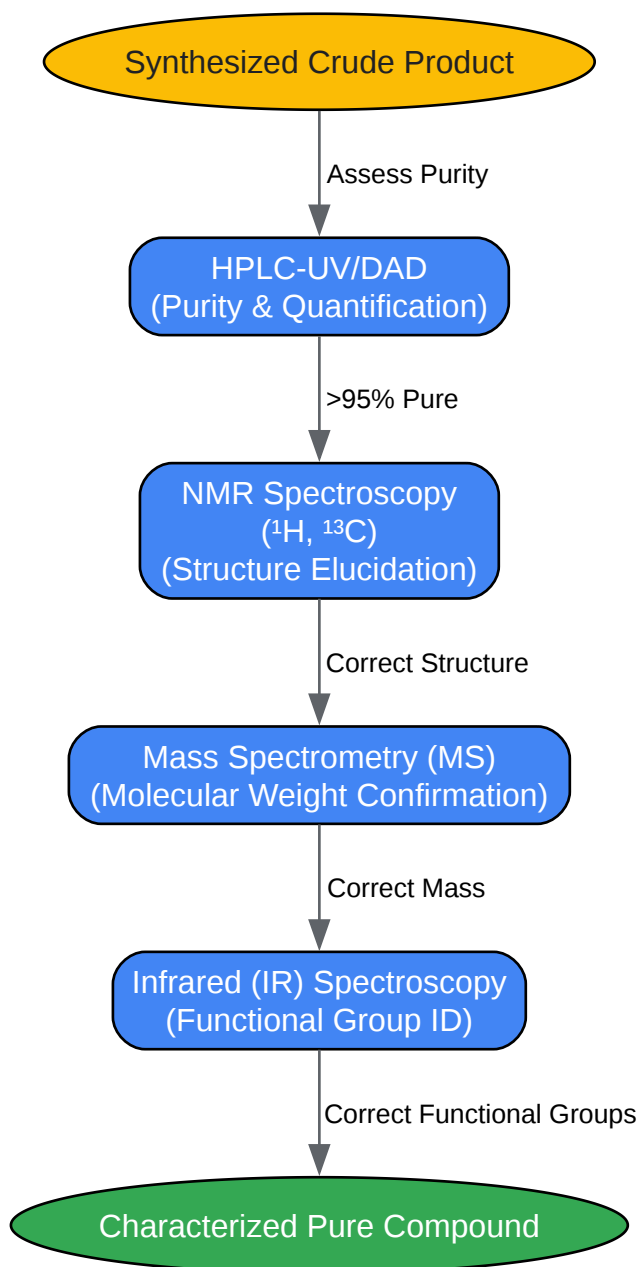 Synthesized Crude Product
Assess Purity
HPLC-UV/DAD
(Purity & Quantification)
>95% Pure
NMR Spectroscopy
(¹H, ¹³C)
(Structure Elucidation)
Correct Structure
Mass Spectrometry (MS)
(Molecular Weight Confirmation)
Correct Mass
Infrared (IR) Spectroscopy
(Functional Group ID)
Correct Functional Groups
Characterized Pure Compound